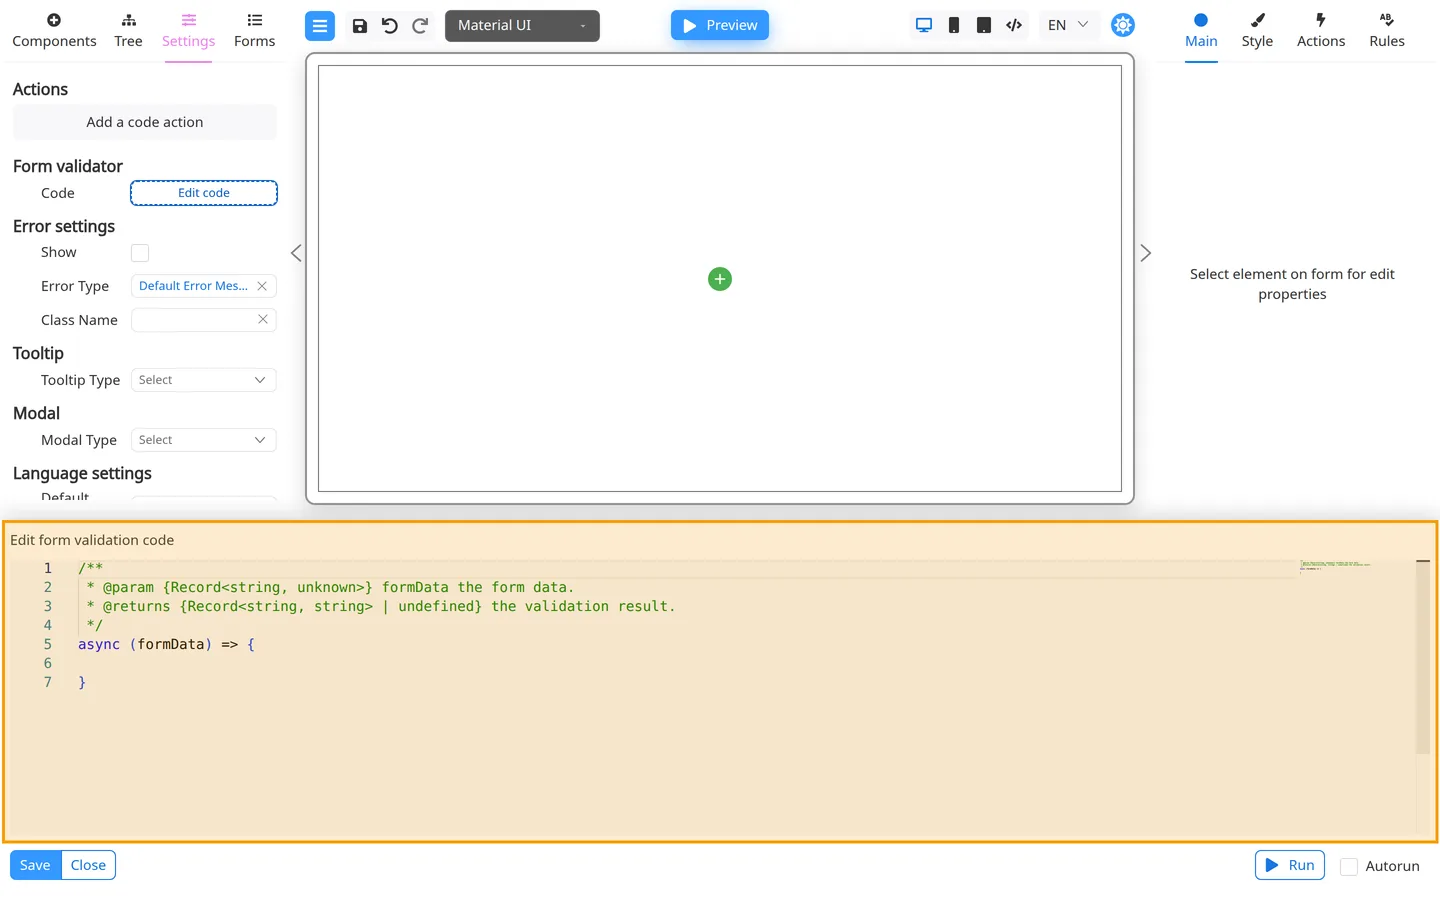 Components
Tree
Settings
Forms
Material UI
Preview
EN
Main
Style
Actions
AB
Rules
Actions
Add a code action
Form validator
Code
Edit code
Error settings
Show
Error Type
Default Error Mes...
Class Name
Tooltip
Tooltip Type
Select
Modal
Modal Type
Select
Language settings
Default
Select element on form for edit
properties
Edit form validation code
1 /**
2 * @param {Record<string, unknown>} formData the form data.
3 * @returns {Record<string, string> | undefined} the validation result.
4 */
5 async (formData) => {
6
7 }
Save
Close
Run
Autorun